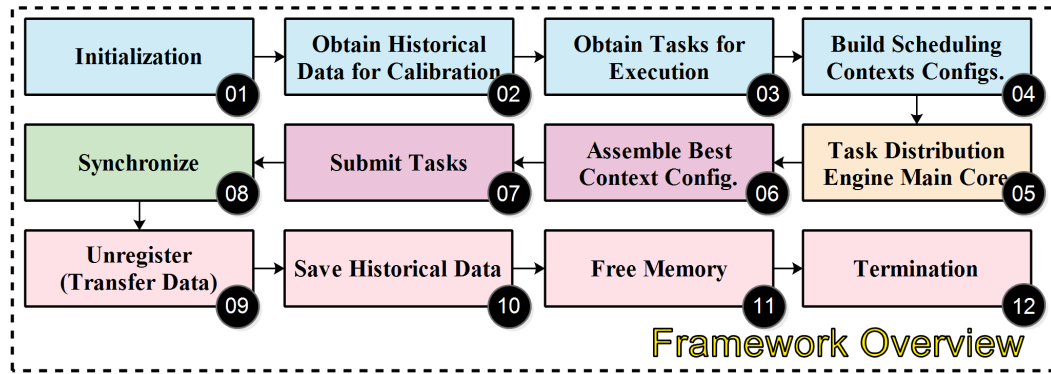 Initialization
01
Obtain Historical
Data for Calibration
02
Obtain Tasks for
Execution
03
Build Scheduling
Contexts Configs.
04
Task Distribution
Engine Main Core
05
Assemble Best
Context Config.
06
Submit Tasks
07
Synchronize
08
Unregister
(Transfer Data)
09
Save Historical Data
10
Free Memory
11
Termination
12
Framework Overview